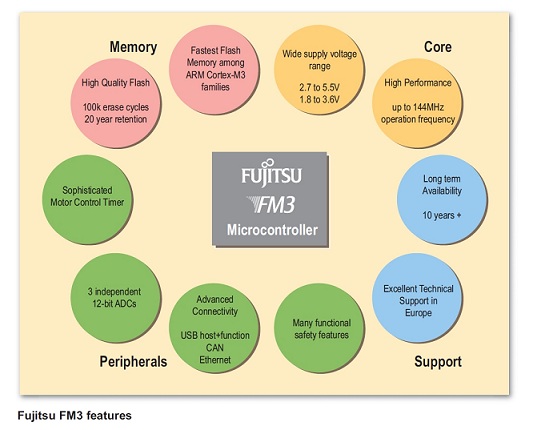 Memory
Core
Fastest Flash
Memory among
ARM Cortex-M3
families
Wide supply voltage
range
2.7 to 5.5V
1.8 to 3.6V
High Quality Flash
100k erase cycles
20 year retention
High Performance
up to 144MHz
operation frequency
Sophisticated
Motor Control Timer
FUJITSU
FM3
Microcontroller
Long term
Availability
10 years +
3 independent
12-bit ADCs
Advanced
Connectivity
USB host+function
CAN
Ethernet
Many functional
safety features
Excellent Technical
Support in
Europe
Peripherals
Support
Fujitsu FM3 features